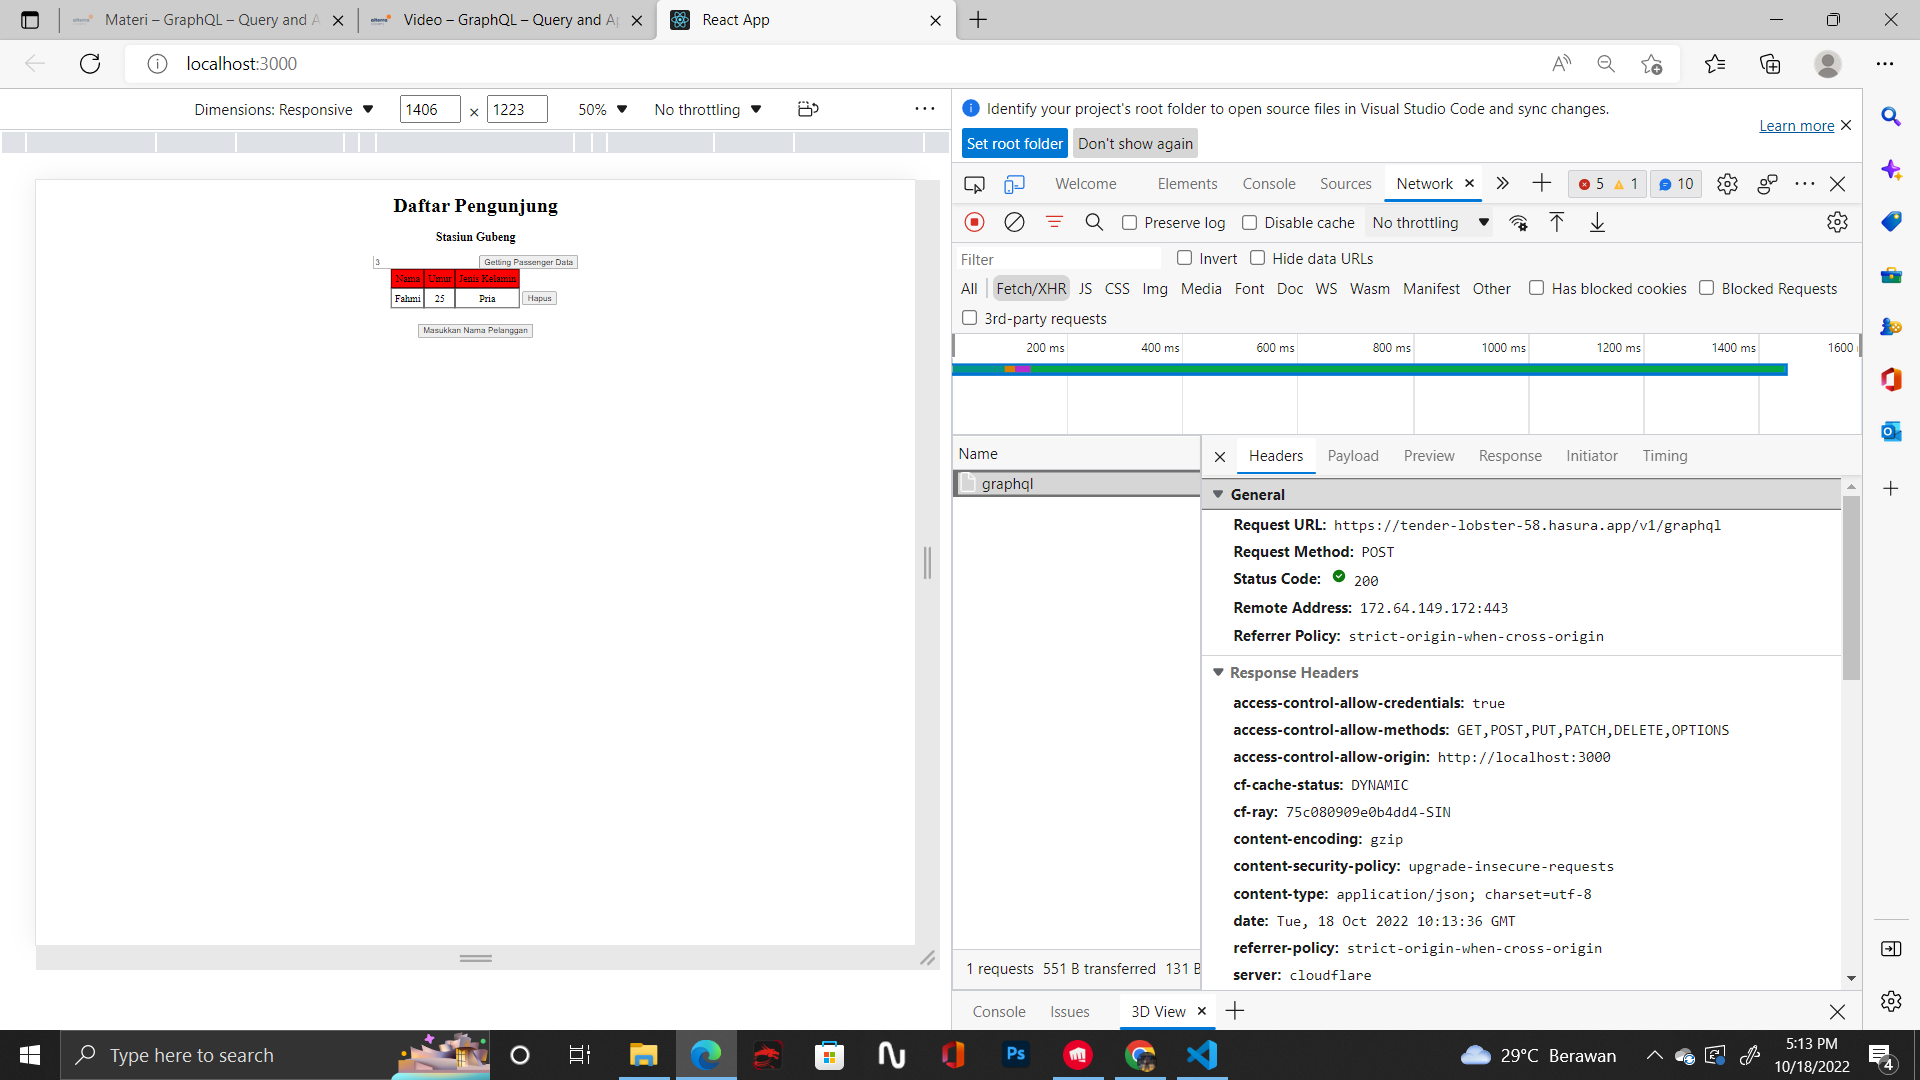 Materi – GraphQL – Query and A
Video – GraphQL – Query and Ap
React App
localhost:3000
Dimensions: Responsive
1406 × 1223
50%
No throttling
Daftar Pengunjung
Stasiun Gubeng
3
Getting Passenger Data
Nama Umur Jenis Kelamin
Fahmi 25 Pria Hapus
Masukkan Nama Pelanggan
Identify your project's root folder to open source files in Visual Studio Code and sync changes.
Set root folder
Don't show again
Learn more
Welcome Elements Console Sources Network
5 1 10
Preserve log
Disable cache
No throttling
Filter
Invert
Hide data URLs
All Fetch/XHR JS CSS Img Media Font Doc WS Wasm Manifest Other
Has blocked cookies
Blocked Requests
3rd-party requests
200 ms 400 ms 600 ms 800 ms 1000 ms 1200 ms 1400 ms 1600
Name
graphql
1 requests 551 B transferred 131 B
Headers Payload Preview Response Initiator Timing
General
Request URL: https://tender-lobster-58.hasura.app/v1/graphql
Request Method: POST
Status Code: 200
Remote Address: 172.64.149.172:443
Referrer Policy: strict-origin-when-cross-origin
Response Headers
access-control-allow-credentials: true
access-control-allow-methods: GET,POST,PUT,PATCH,DELETE,OPTIONS
access-control-allow-origin: http://localhost:3000
cf-cache-status: DYNAMIC
cf-ray: 75c080909e0b4dd4-SIN
content-encoding: gzip
content-security-policy: upgrade-insecure-requests
content-type: application/json; charset=utf-8
date: Tue, 18 Oct 2022 10:13:36 GMT
referrer-policy: strict-origin-when-cross-origin
server: cloudflare
Console Issues 3D View
Type here to search
Ps
29°C Berawan
5:13 PM
10/18/2022
4